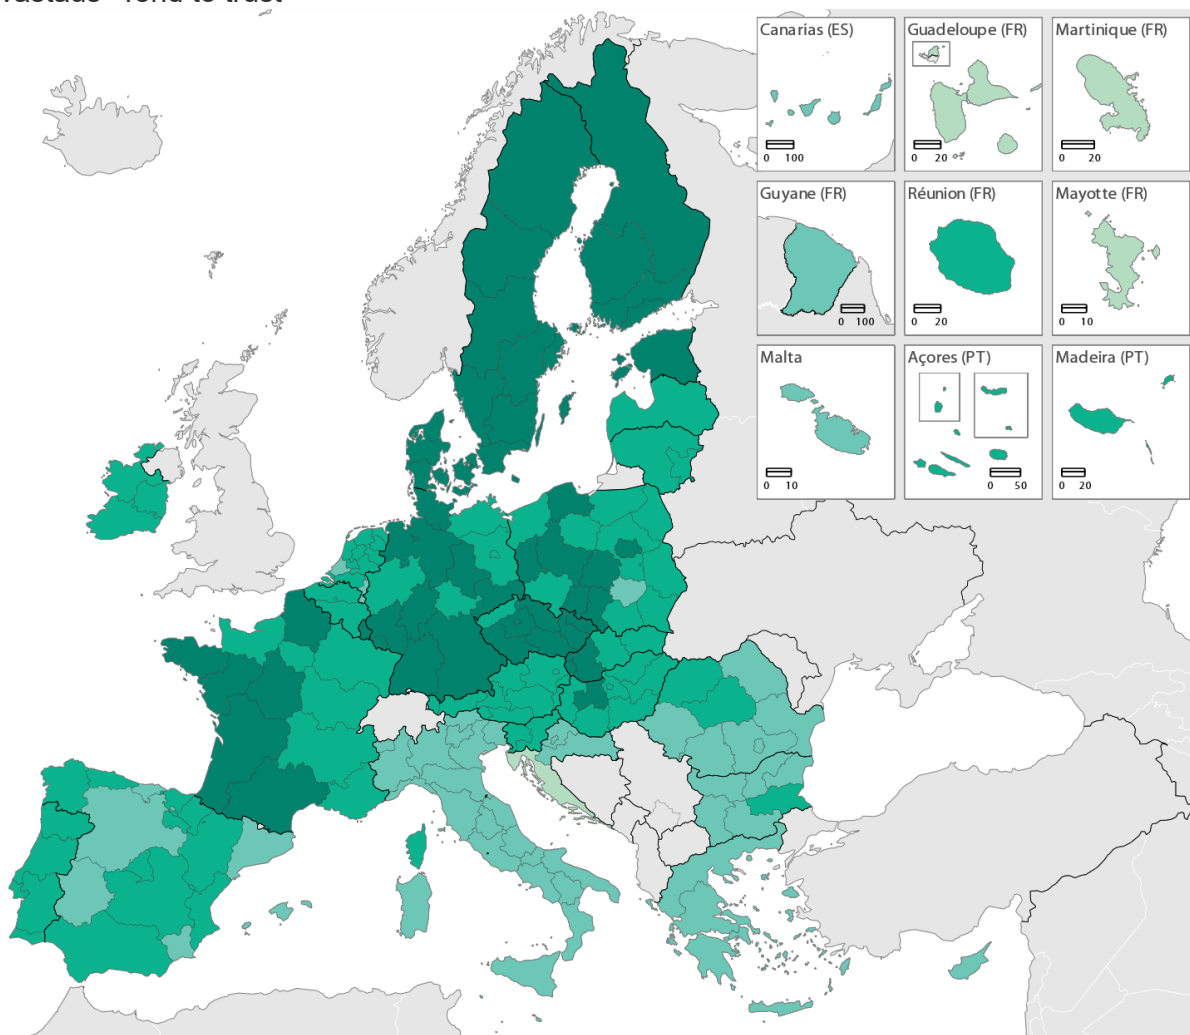 Canarias (ES)
0 100
Guadeloupe (FR)
0 20
Martinique (FR)
0 20
Guyane (FR)
0 100
Réunion (FR)
0 20
Mayotte (FR)
0 10
Malta
0 10
Açores (PT)
0 50
Madeira (PT)
0 20